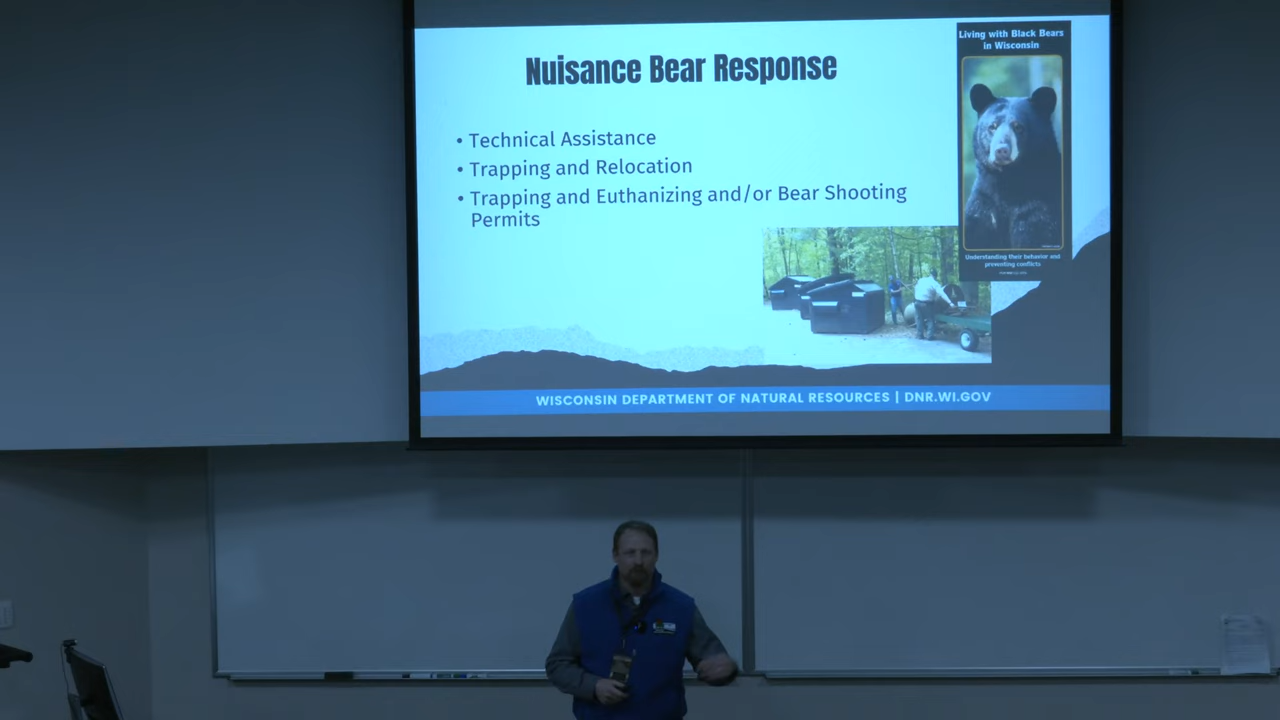 Living with Black Bears
in Wisconsin
Nuisance Bear Response
• Technical Assistance
• Trapping and Relocation
• Trapping and Euthanizing and/or Bear Shooting
Permits
Understanding their behavior and
preventing conflicts
WISCONSIN DEPARTMENT OF NATURAL RESOURCES | DNR.WI.GOV